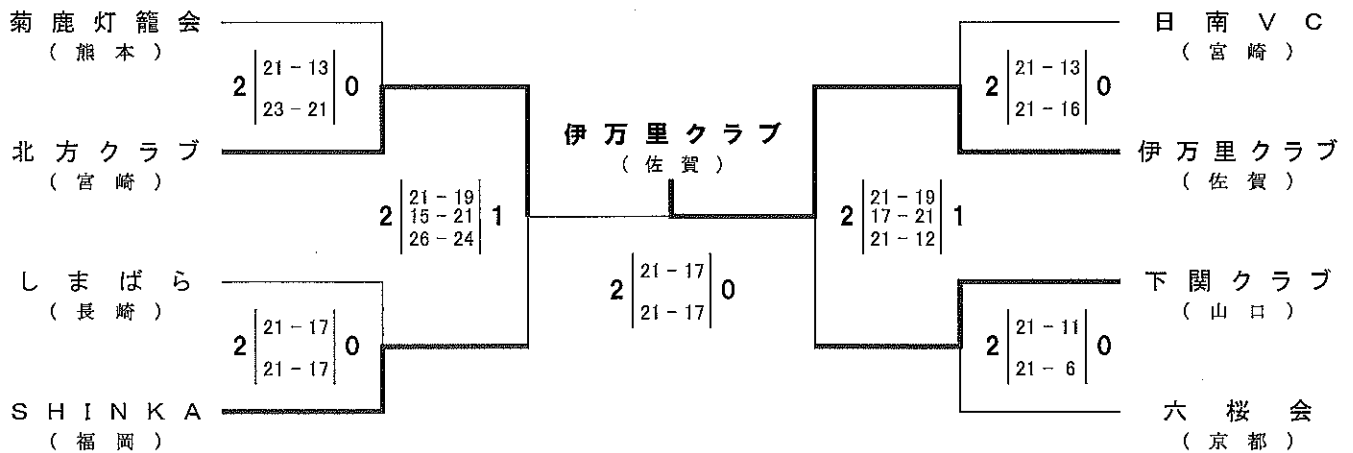 菊鹿灯籠会
(熊本)
2 21－13 0
23－21
北方クラブ
(宮崎)
2 21－19 1
15－21
26－24
しまばら
(長崎)
2 21－17 0
21－17
SHINKA
(福岡)
伊万里クラブ
(佐賀)
2 21－17 0
21－17
日南VC
(宮崎)
2 21－13 0
21－16
伊万里クラブ
(佐賀)
2 21－19 1
17－21
21－12
下関クラブ
(山口)
2 21－11 0
21－6
六桜会
(京都)